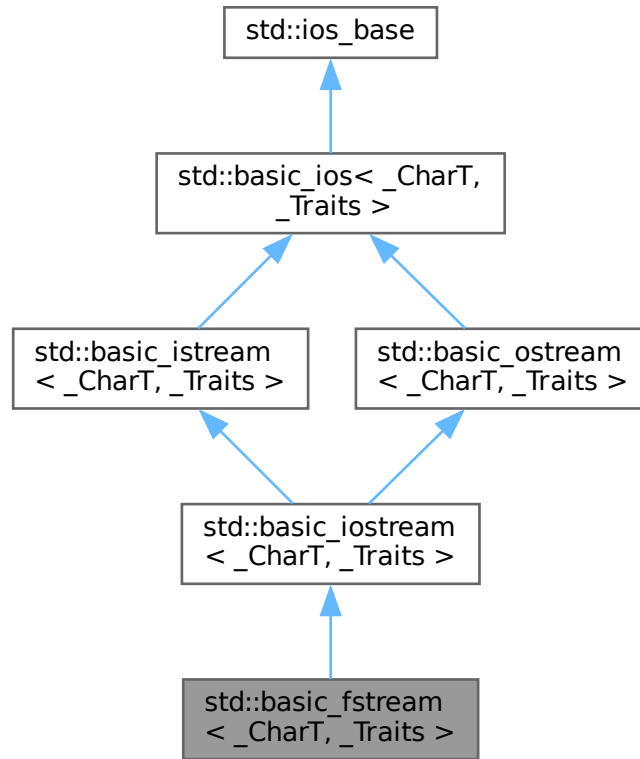 std::ios_base
std::basic_ios< _CharT,
_Traits >
std::basic_istream
< _CharT, _Traits >
std::basic_ostream
< _CharT, _Traits >
std::basic_iostream
< _CharT, _Traits >
std::basic_fstream
< _CharT, _Traits >